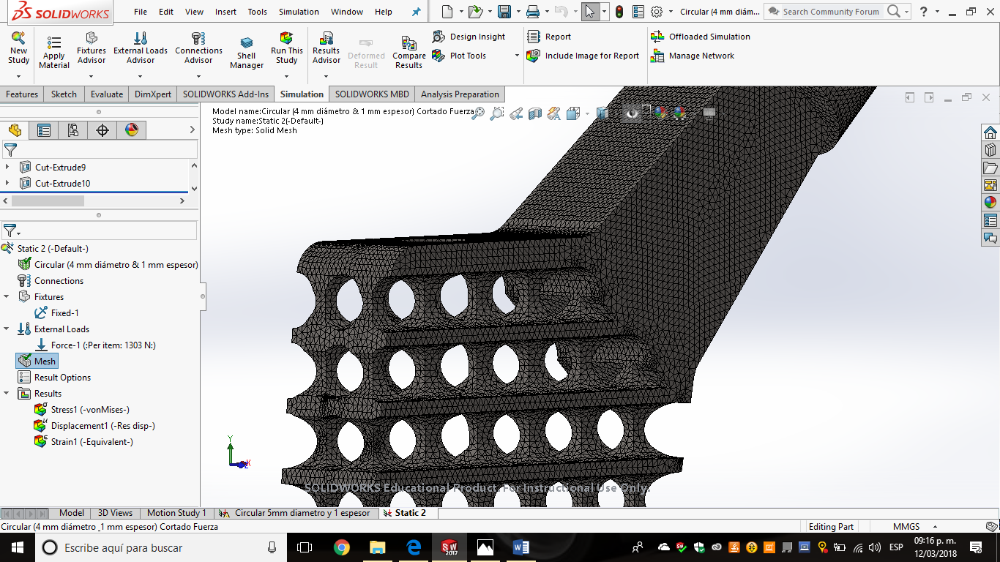 SOLIDWORKS File Edit View Insert Tools Simulation Window Help Circular (4 mm diám... Search Community Forum ?
New Study
Apply Material
Fixtures Advisor
External Loads Advisor
Connections Advisor
Shell Manager
Run This Study
Results Advisor
Deformed Result
Compare Results
Design Insight
Plot Tools
Report
Include Image for Report
Offloaded Simulation
Manage Network
Features Sketch Evaluate DimXpert SOLIDWORKS Add-Ins Simulation SOLIDWORKS MBD Analysis Preparation
Model name:Circular (4 mm diámetro & 1 mm espesor) Cortado Fuerza
Study name:Static 2(-Default-)
Mesh type: Solid Mesh
Cut-Extrude9
Cut-Extrude10
Static 2 (-Default-)
Circular (4 mm diámetro & 1 mm espesor)
Connections
Fixtures
Fixed-1
External Loads
Force-1 (:Per item: 1303 N:)
Mesh
Result Options
Results
Stress1 (-vonMises-)
Displacement1 (-Res disp-)
Strain1 (-Equivalent-)
Y
X
SOLIDWORKS Educational Product. For Instructional Use Only.
Model 3D Views Motion Study 1 Circular 5mm diametro y 1 espesor Static 2
Circular (4 mm diámetro _1 mm espesor) Cortado Fuerza Editing Part MMGS
Escribe aquí para buscar SW 2017 ESP 09:16 p. m.
12/03/2018